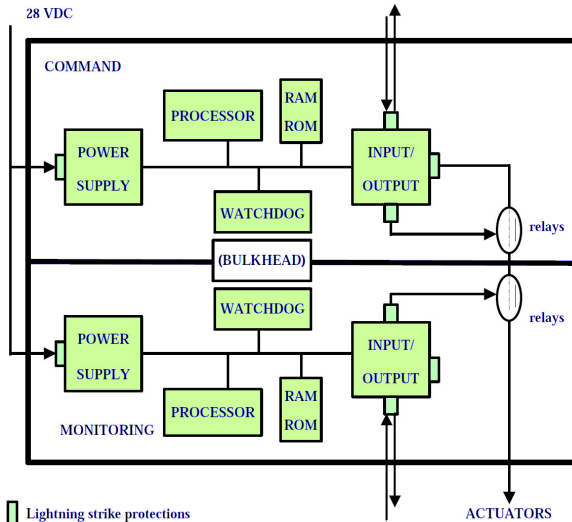 28 VDC
COMMAND
PROCESSOR
RAM
ROM
POWER
SUPPLY
INPUT/
OUTPUT
WATCHDOG
relays
(BULKHEAD)
WATCHDOG
relays
POWER
SUPPLY
INPUT/
OUTPUT
PROCESSOR
RAM
ROM
MONITORING
Lightning strike protections
ACTUATORS